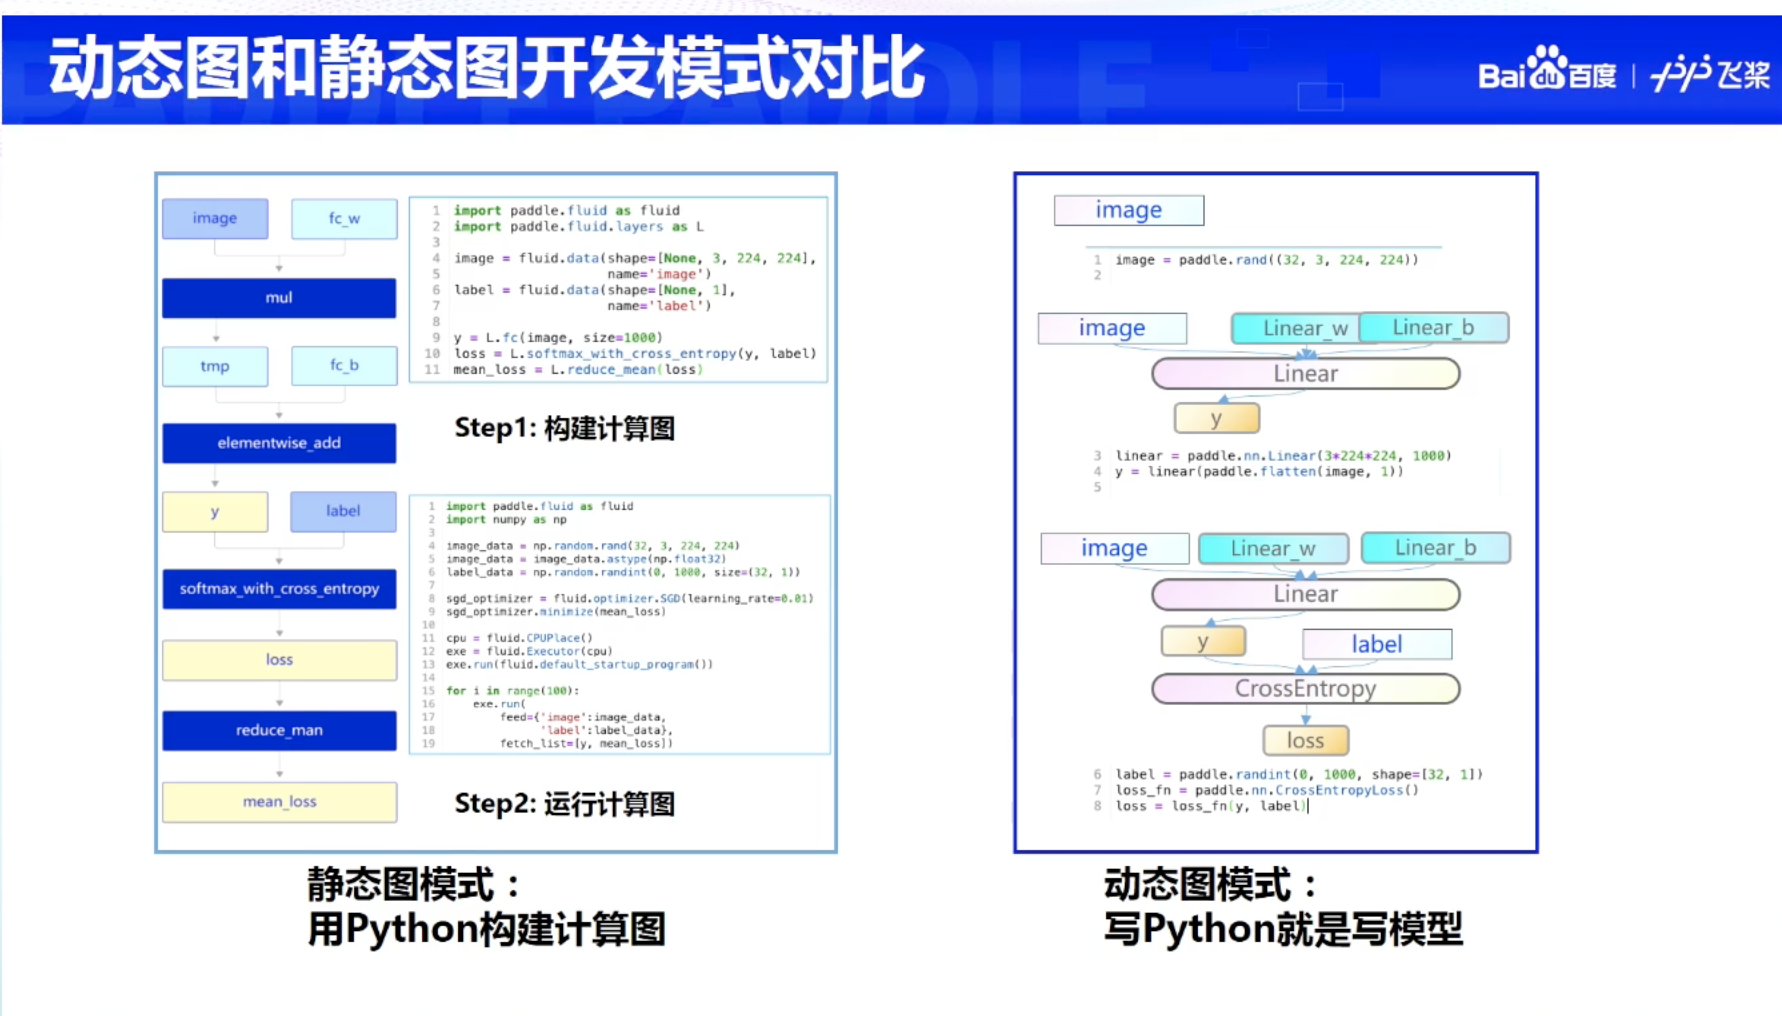 动态图和静态图开发模式对比
Bai du 百度 | 飞桨
image
fc_w
mul
tmp
fc_b
elementwise_add
y
label
softmax_with_cross_entropy
loss
reduce_man
mean_loss
1 import paddle.fluid as fluid
2 import paddle.fluid.layers as L
3
4 image = fluid.data(shape=[None, 3, 224, 224],
5 name='image')
6 label = fluid.data(shape=[None, 1],
7 name='label')
8
9 y = L.fc(image, size=1000)
10 loss = L.softmax_with_cross_entropy(y, label)
11 mean_loss = L.reduce_mean(loss)
Step1: 构建计算图
1 import paddle.fluid as fluid
2 import numpy as np
3
4 image_data = np.random.rand(32, 3, 224, 224)
5 image_data = image_data.astype(np.float32)
6 label_data = np.random.randint(0, 1000, size=(32, 1))
7
8 sgd_optimizer = fluid.optimizer.SGD(learning_rate=0.01)
9 sgd_optimizer.minimize(mean_loss)
10
11 cpu = fluid.CPUPlace()
12 exe = fluid.Executor(cpu)
13 exe.run(fluid.default_startup_program())
14
15 for i in range(100):
16 exe.run(
17 feed={'image':image_data,
18 'label':label_data},
19 fetch_list=[y, mean_loss])
Step2: 运行计算图
静态图模式：
用Python构建计算图
image
1 image = paddle.rand((32, 3, 224, 224))
2
image
Linear_w
Linear_b
Linear
y
3 linear = paddle.nn.Linear(3*224*224, 1000)
4 y = linear(paddle.flatten(image, 1))
5
image
Linear_w
Linear_b
Linear
y
label
CrossEntropy
loss
6 label = paddle.randint(0, 1000, shape=[32, 1])
7 loss_fn = paddle.nn.CrossEntropyLoss()
8 loss = loss_fn(y, label)
动态图模式：
写Python就是写模型